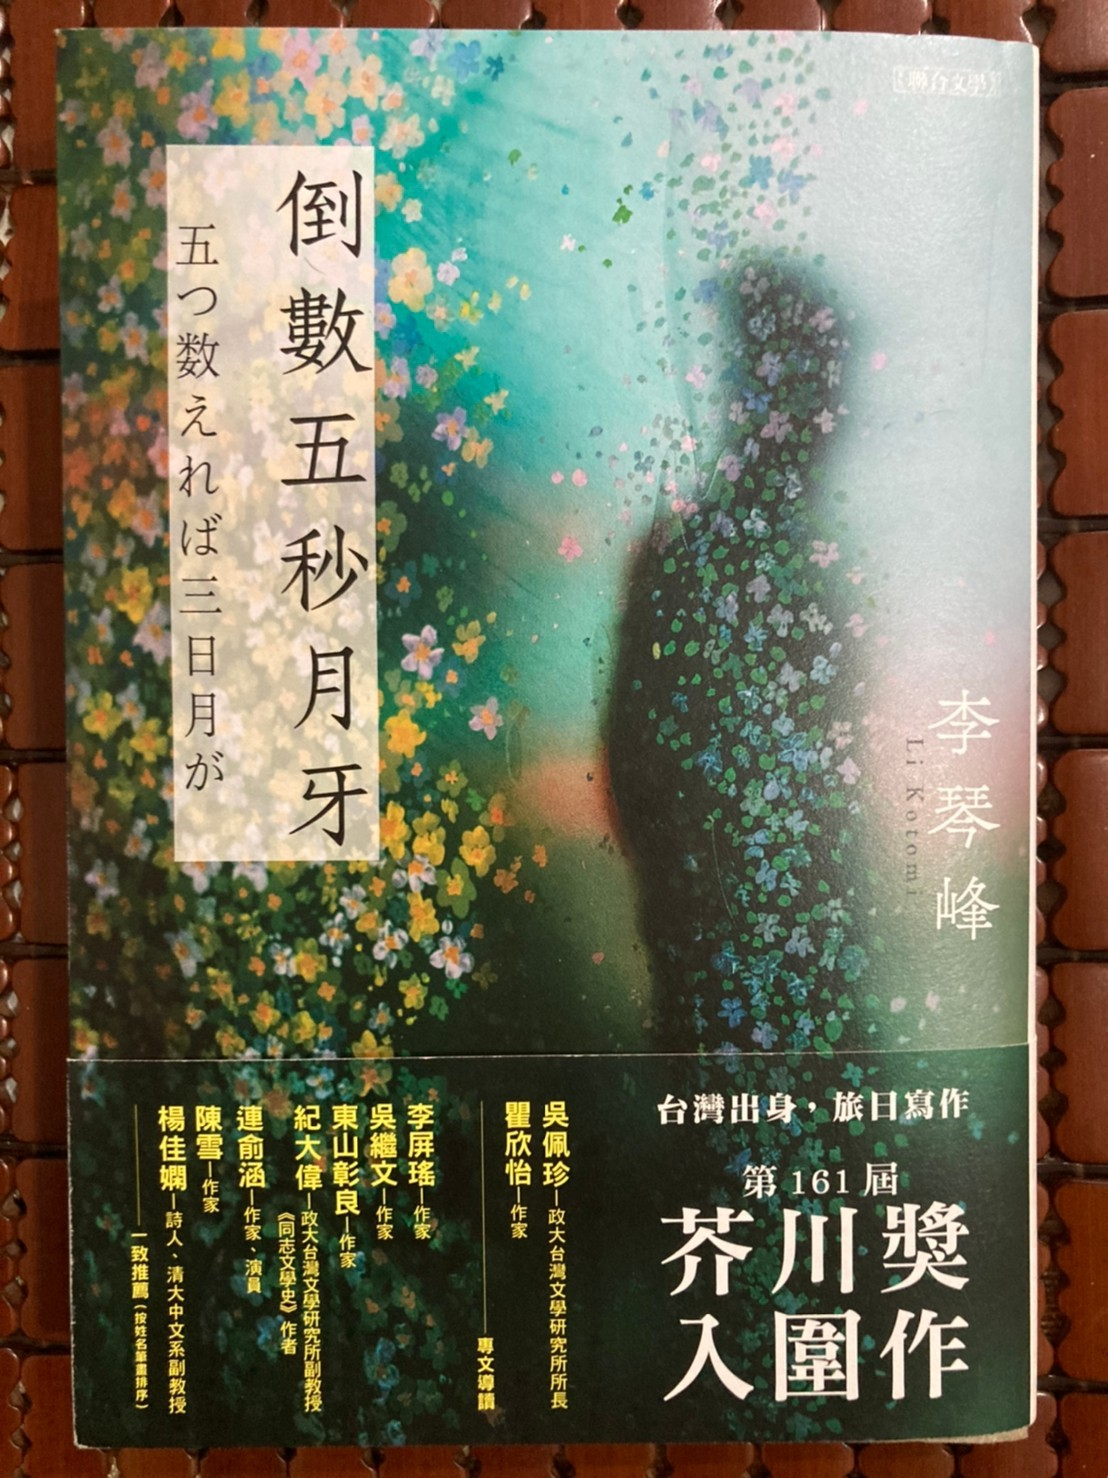 聯合文學
倒數五秒月牙
五つ数えれば三日月が
李琴峰
Li Kotomi
台灣出身，旅日寫作
第161屆
芥川獎
入圍作
吳佩珍—政大台灣文學研究所所長
瞿欣怡—作家
專文導讀
李屏瑤—作家
吳繼文—作家
東山彰良—作家
紀大偉—政大台灣文學研究所副教授
《同志文學史》作者
連俞涵—作家、演員
陳雪—作家
楊佳嫻—詩人、清大中文系副教授
一致推薦（按姓名筆畫排序）